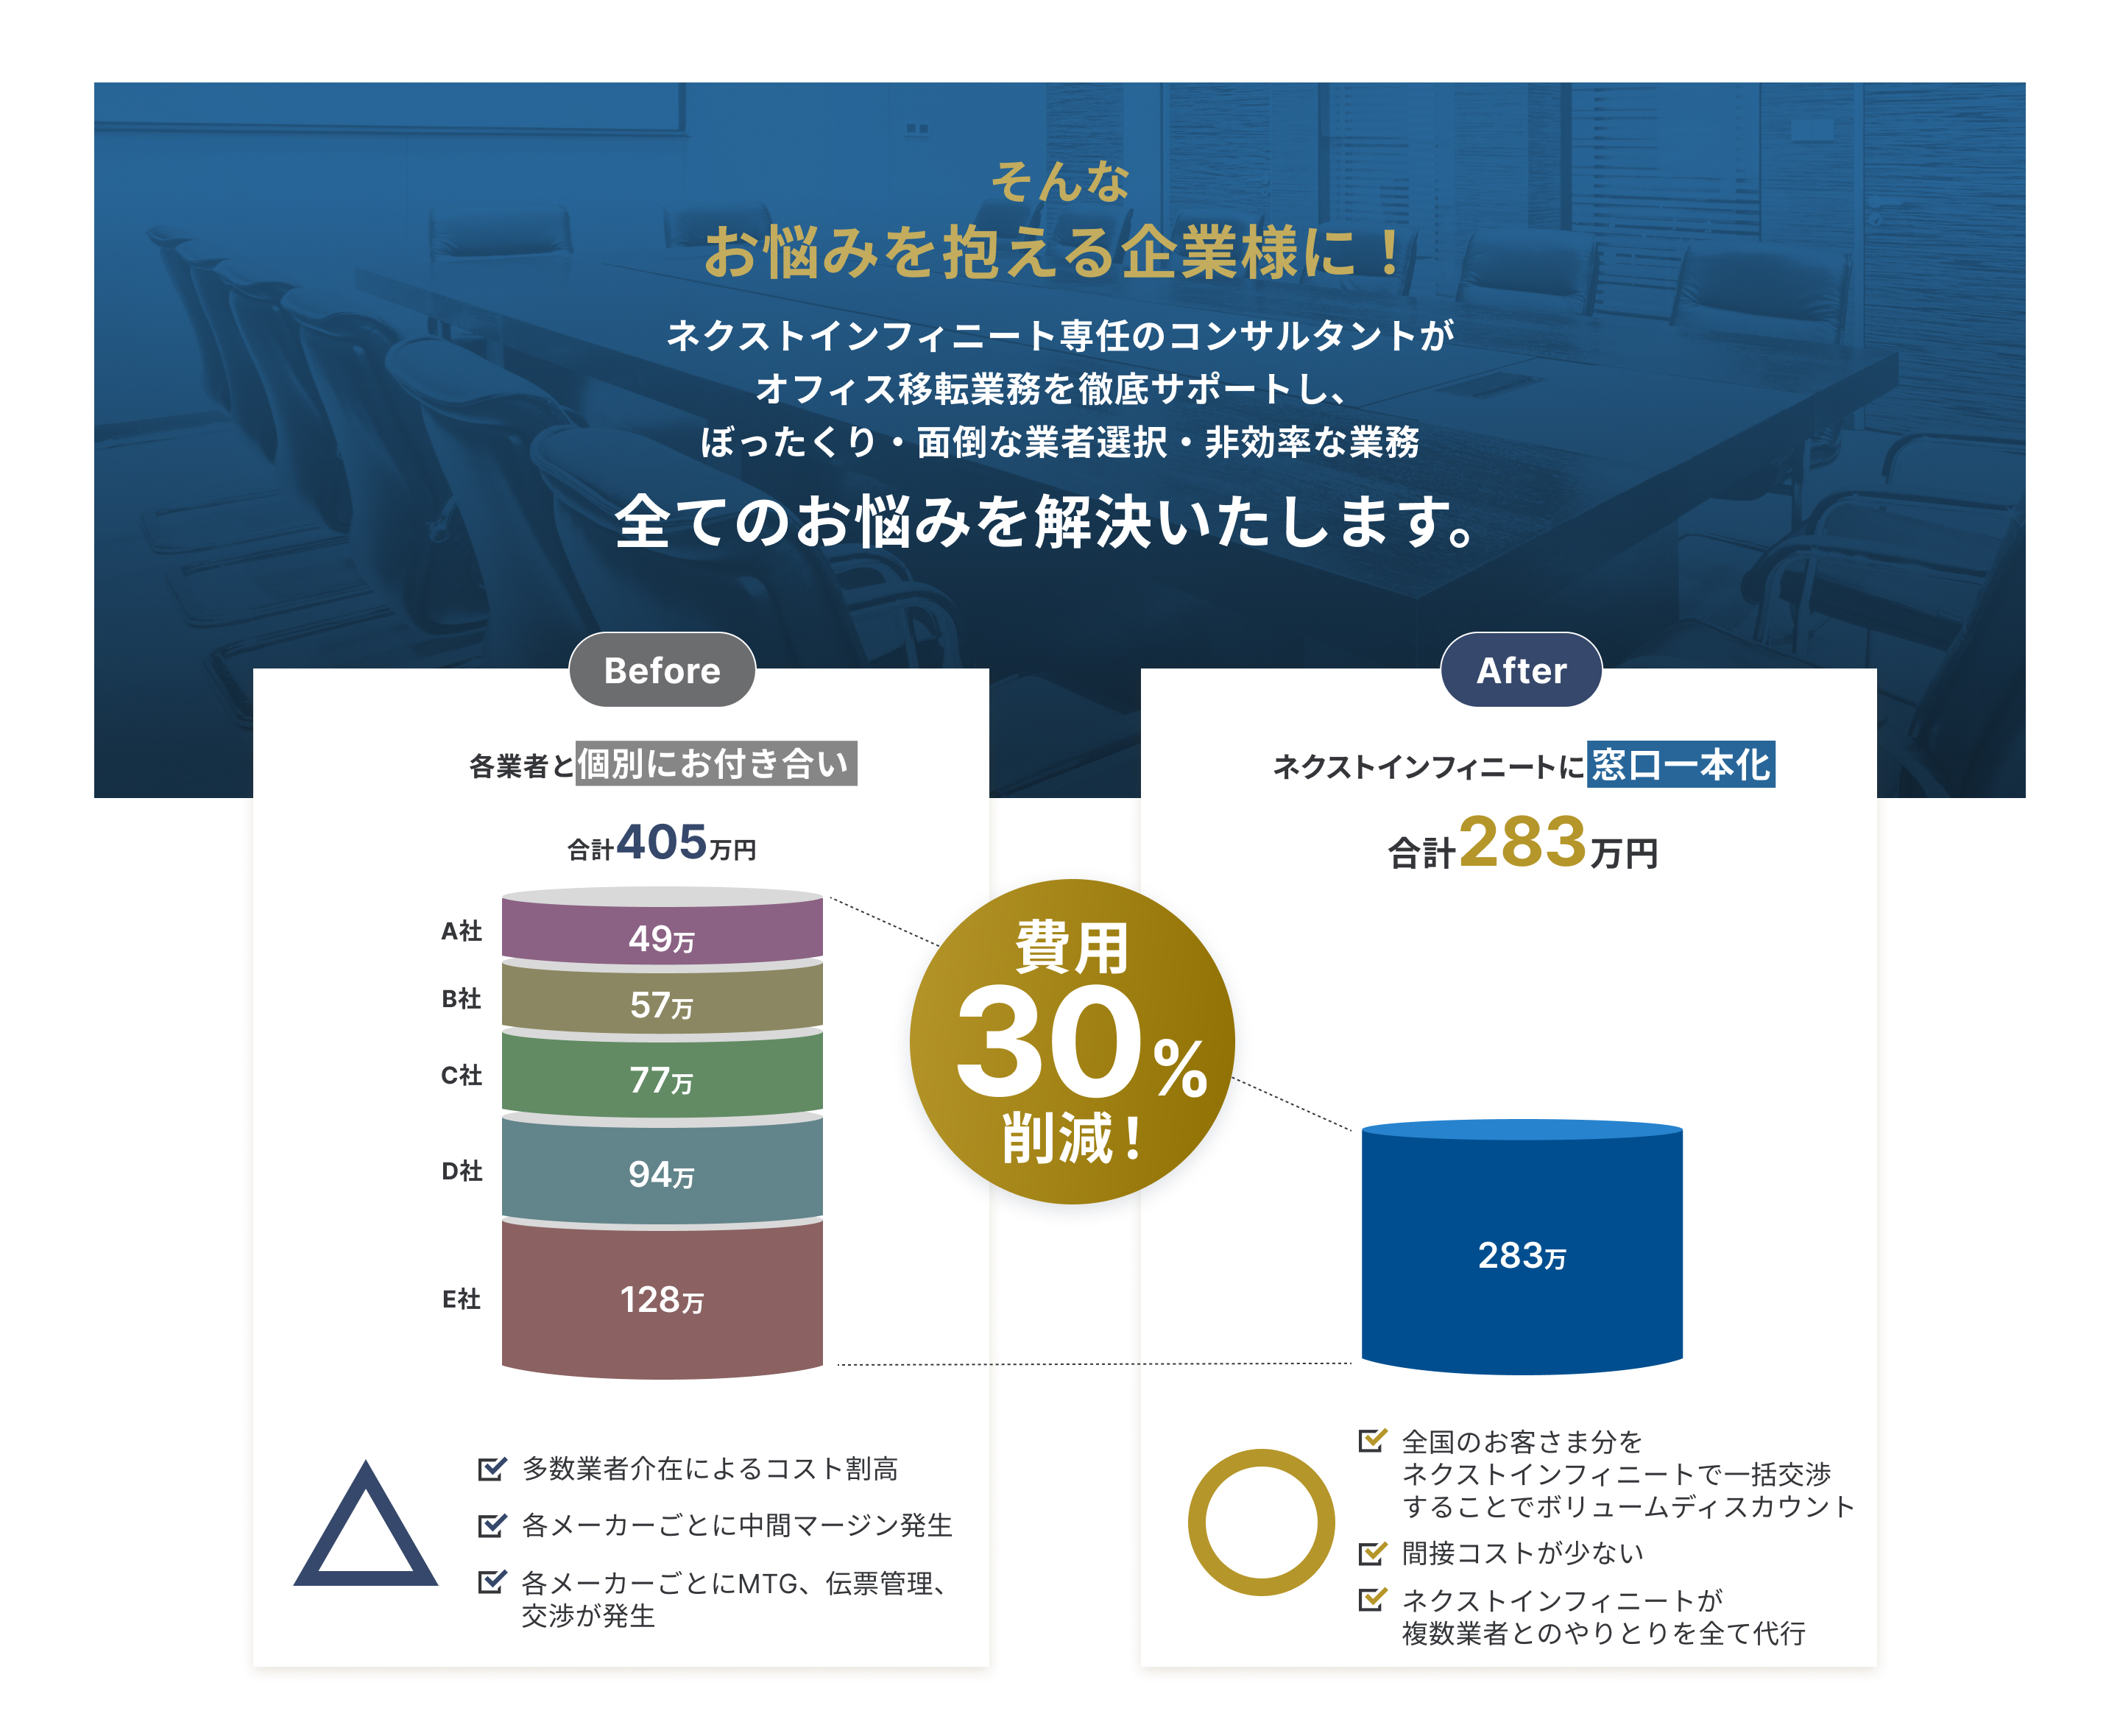 そんな
お悩みを抱える企業様に！
ネクストインフィニート専任のコンサルタントが
オフィス移転業務を徹底サポートし、
ぼったくり・面倒な業者選択・非効率な業務
全てのお悩みを解決いたします。
Before
各業者と個別にお付き合い
合計405万円
A社 49万
B社 57万
C社 77万
D社 94万
E社 128万
多数業者介在によるコスト割高
各メーカーごとに中間マージン発生
各メーカーごとにMTG、伝票管理、
交渉が発生
費用
30%
削減！
After
ネクストインフィニートに窓口一本化
合計283万円
283万
全国のお客さま分を
ネクストインフィニートで一括交渉
することでボリュームディスカウント
間接コストが少ない
ネクストインフィニートが
複数業者とのやりとりを全て代行